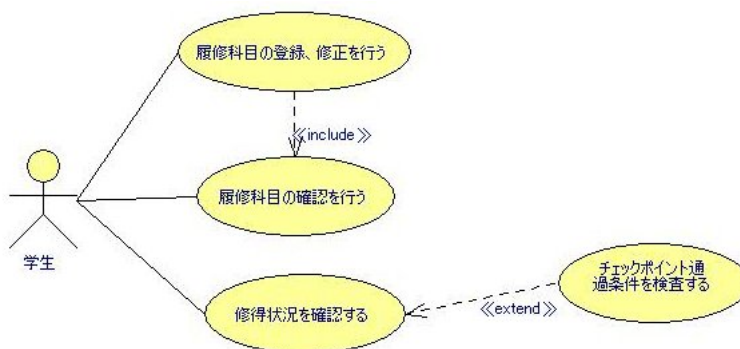 履修科目の登録、修正を行う
≪include≫
履修科目の確認を行う
学生
チェックポイント通
過条件を検査する
修得状況を確認する
≪extend≫